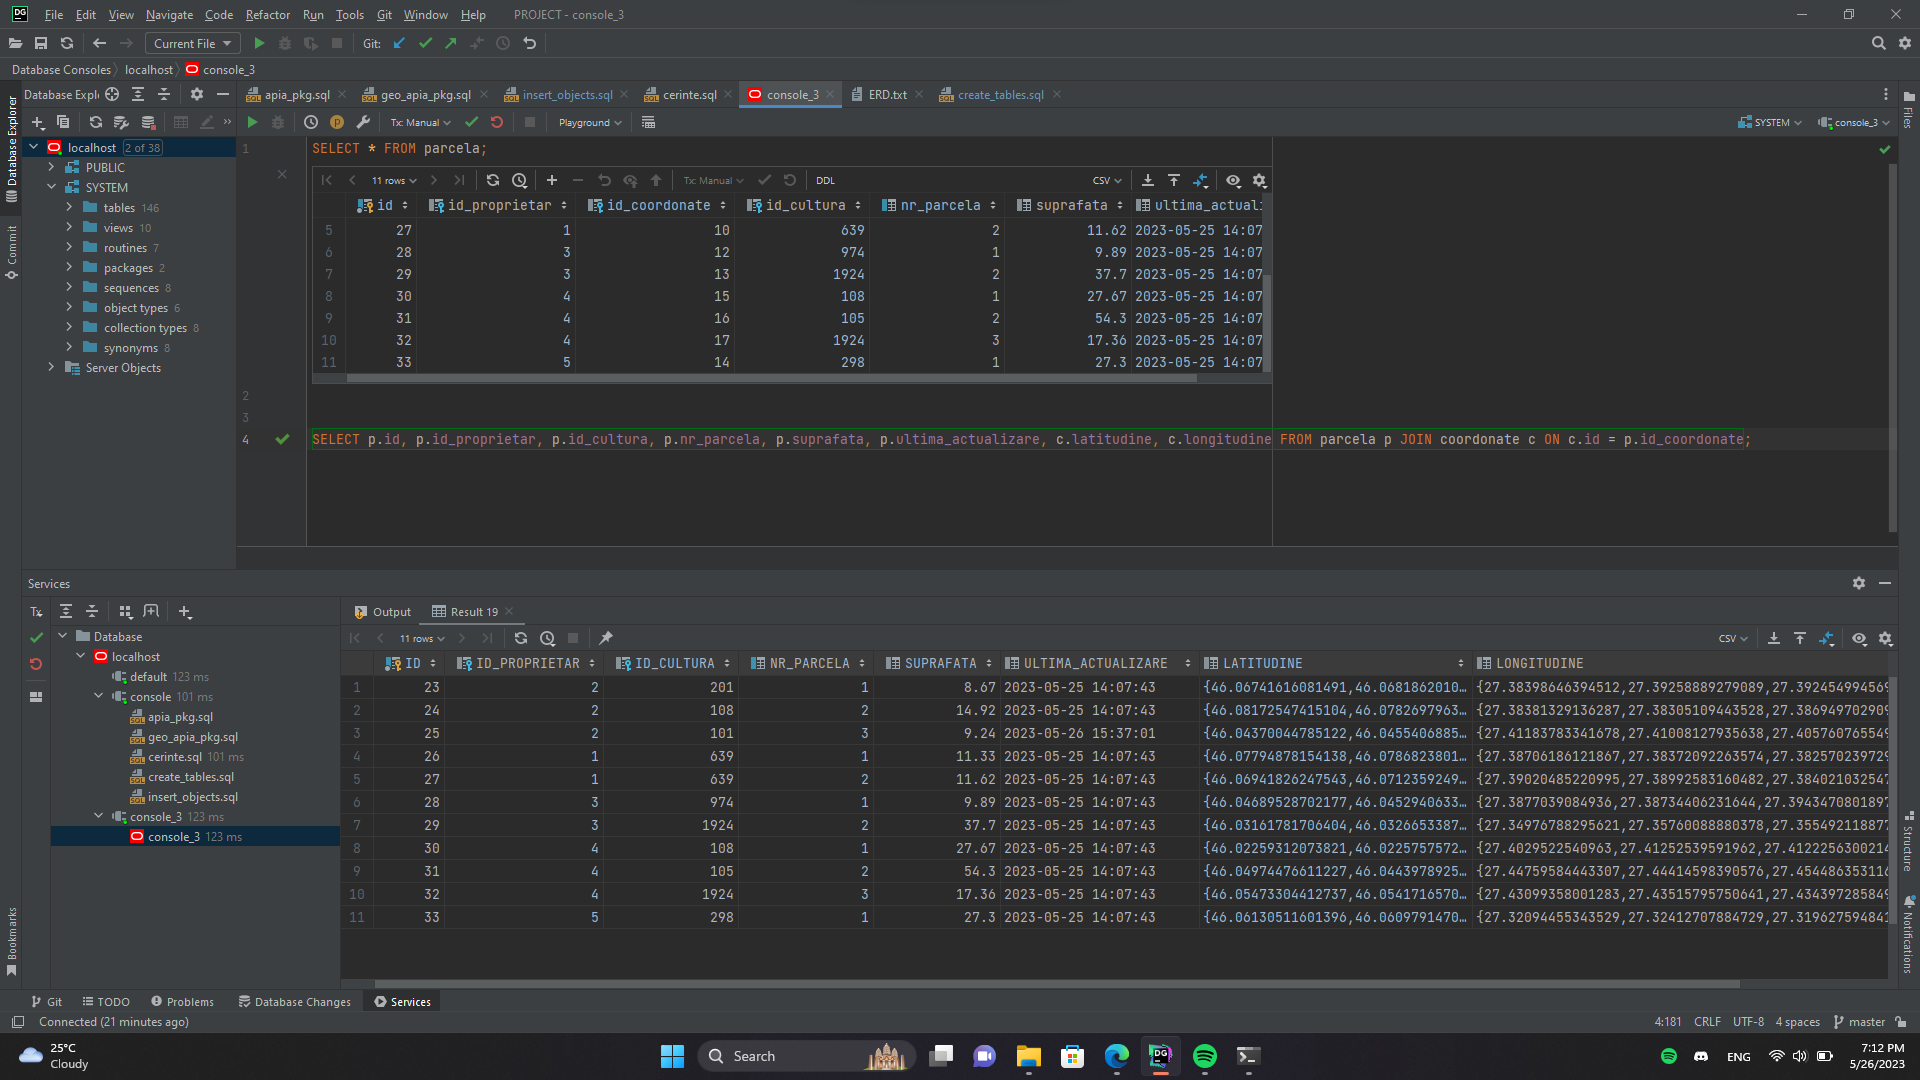 DG File Edit View Navigate Code Refactor Run Tools Git Window Help PROJECT - console_3
Current File Git:
Database Consoles localhost console_3
Database Expl apia_pkg.sql geo_apia_pkg.sql insert_objects.sql cerinte.sql console_3 ERD.txt create_tables.sql
Tx: Manual Playground SYSTEM console_3
Database Explorer
Commit
Bookmarks
Files
Structure
Notifications
localhost 2 of 38
PUBLIC
SYSTEM
tables 146
views 10
routines 7
packages 2
sequences 8
object types 6
collection types 8
synonyms 8
Server Objects
1 SELECT * FROM parcela;
11 rows Tx: Manual DDL CSV
id id_proprietar id_coordonate id_cultura nr_parcela suprafata ultima_actuali
5 27 1 10 639 2 11.62 2023-05-25 14:07
6 28 3 12 974 1 9.89 2023-05-25 14:07
7 29 3 13 1924 2 37.7 2023-05-25 14:07
8 30 4 15 108 1 27.67 2023-05-25 14:07
9 31 4 16 105 2 54.3 2023-05-25 14:07
10 32 4 17 1924 3 17.36 2023-05-25 14:07
11 33 5 14 298 1 27.3 2023-05-25 14:07
2
3
4 SELECT p.id, p.id_proprietar, p.id_cultura, p.nr_parcela, p.suprafata, p.ultima_actualizare, c.latitudine, c.longitudine FROM parcela p JOIN coordonate c ON c.id = p.id_coordonate;
Services
Tx
Database
localhost
default 123 ms
console 101 ms
apia_pkg.sql
geo_apia_pkg.sql
cerinte.sql 101 ms
create_tables.sql
insert_objects.sql
console_3 123 ms
console_3 123 ms
Output Result 19
11 rows CSV
ID ID_PROPRIETAR ID_CULTURA NR_PARCELA SUPRAFATA ULTIMA_ACTUALIZARE LATITUDINE LONGITUDINE
1 23 2 201 1 8.67 2023-05-25 14:07:43 {46.06741616081491,46.0681862010… {27.38398646394512,27.39258889279089,27.392454994569
2 24 2 108 2 14.92 2023-05-25 14:07:43 {46.08172547415104,46.0782697963… {27.38381329136287,27.38305109443528,27.386949702909
3 25 2 101 3 9.24 2023-05-26 15:37:01 {46.04370044785122,46.0455406885… {27.41183783341678,27.41008127935638,27.405760765549
4 26 1 639 1 11.33 2023-05-25 14:07:43 {46.07794878154138,46.0786823801… {27.387061861​21867,27.38372092263574,27.382570239729
5 27 1 639 2 11.62 2023-05-25 14:07:43 {46.06941826247543,46.0712359249… {27.39020485220995,27.38992583160482,27.384021032547
6 28 3 974 1 9.89 2023-05-25 14:07:43 {46.04689528702177,46.0452940633… {27.3877039084936,27.38734406231644,27.3943470801897
7 29 3 1924 2 37.7 2023-05-25 14:07:43 {46.03161781706404,46.0326653387… {27.34976788295621,27.35760088880378,27.355492118877
8 30 4 108 1 27.67 2023-05-25 14:07:43 {46.02259312073821,46.0225757572… {27.4029522540963,27.41252539591962,27.4122256300214
9 31 4 105 2 54.3 2023-05-25 14:07:43 {46.04974476611227,46.0443978925… {27.44759584443307,27.44414598390576,27.454486353116
10 32 4 1924 3 17.36 2023-05-25 14:07:43 {46.05473304412737,46.0541716570… {27.43099358001283,27.43515795750641,27.434397285849
11 33 5 298 1 27.3 2023-05-25 14:07:43 {46.06130511601396,46.0609791470… {27.32094455343529,27.32412707884729,27.319627594841
Git TODO Problems Database Changes Services
Connected (21 minutes ago) 4:181 CRLF UTF-8 4 spaces master
25°C
Cloudy
Search
ENG
7:12 PM
5/26/2023